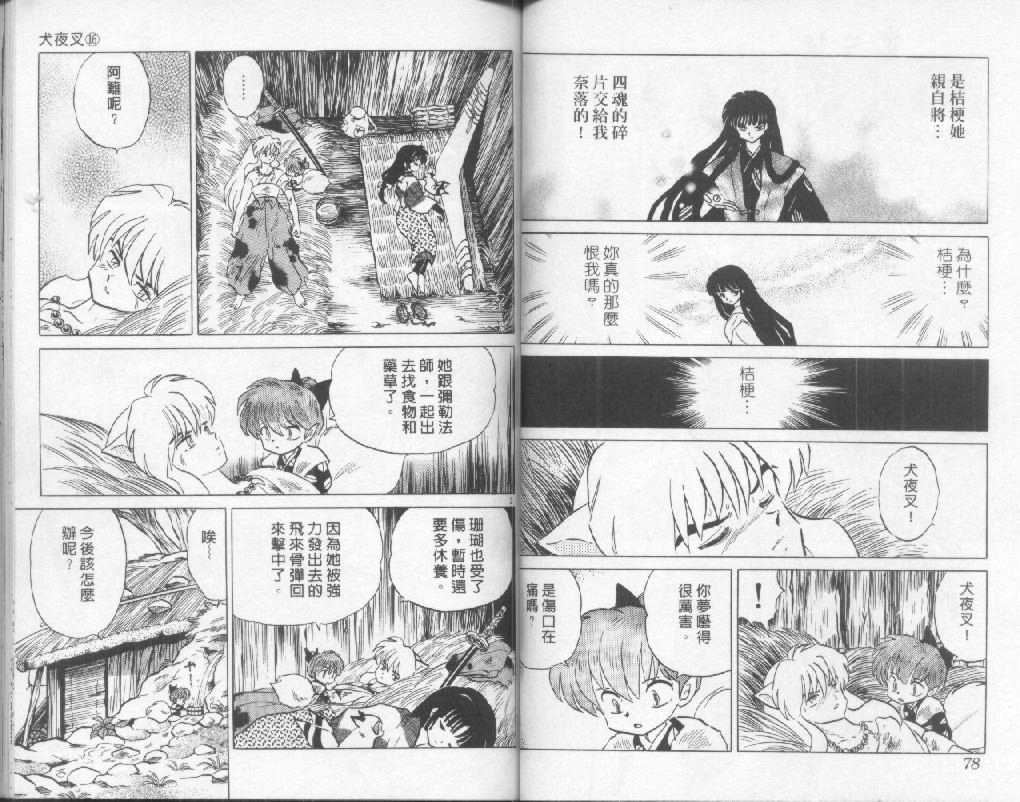 是桔梗她
親自將⋯
四魂的碎
片交給我
奈落的！
為什麼？
桔梗⋯
妳真的那麼
恨我嗎？
桔梗⋯
犬夜叉！
犬夜叉！
！
你夢魘得
很厲害。
是傷口在
痛嗎？
78
犬夜叉⑯
⋯⋯
阿籬呢？
她跟彌勒法
師，一起出
去找食物和
藥草了。
珊瑚也受了
傷，暫時還
要多休養。
因為她被強
力發出去的
飛來骨彈回
來擊中了。
唉～
今後該怎麼
辦呢？